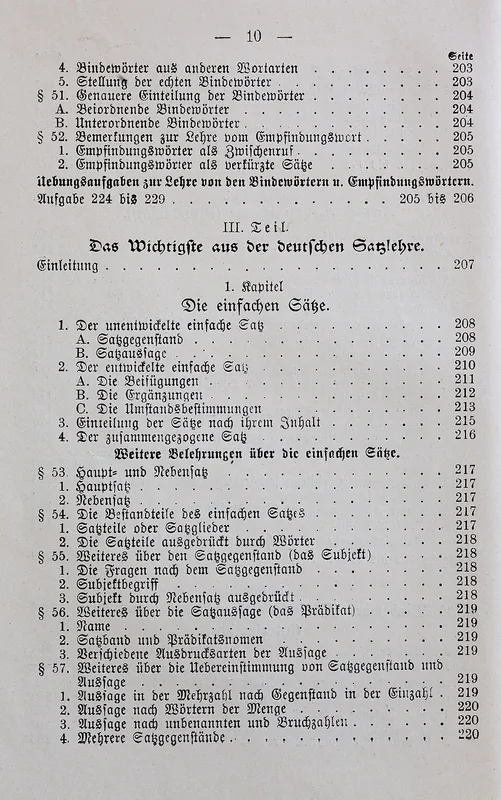 — 10 —
Seite
4. Bindewörter aus anderen Wortarten . . . . . . . . 203
5. Stellung der echten Bindewörter . . . . . . . . . 203
§ 51. Genauere Einteilung der Bindewörter . . . . . . . . 204
A. Beiordnende Bindewörter . . . . . . . . . . . 204
B. Unterordnende Bindewörter . . . . . . . . . . 204
§ 52. Bemerkungen zur Lehre vom Empfindungswort . . . . . 205
1. Empfindungswörter als Zwischenruf . . . . . . . . 205
2. Empfindungswörter als verkürzte Sätze . . . . . . . 205
Uebungsaufgaben zur Lehre von den Bindewörtern u. Empfindungswörtern.
Aufgabe 224 bis 229 . . . . . . . . . . . . 205 bis 206
III. Teil.
Das Wichtigste aus der deutschen Satzlehre.
Einleitung . . . . . . . . . . . . . . . . . . 207
1. Kapitel
Die einfachen Sätze.
1. Der unentwickelte einfache Satz . . . . . . . . . 208
A. Satzgegenstand . . . . . . . . . . . . . 208
B. Satzaussage . . . . . . . . . . . . . . 209
2. Der entwickelte einfache Satz . . . . . . . . . . 210
A. Die Beifügungen . . . . . . . . . . . . . 211
B. Die Ergänzungen . . . . . . . . . . . . . 212
C. Die Umstandsbestimmungen . . . . . . . . . . 213
3. Einteilung der Sätze nach ihrem Inhalt . . . . . . . 215
4. Der zusammengezogene Satz . . . . . . . . . . 216
Weitere Belehrungen über die einfachen Sätze.
§ 53. Haupt- und Nebensatz . . . . . . . . . . . . 217
1. Hauptsatz . . . . . . . . . . . . . . . . 217
2. Nebensatz . . . . . . . . . . . . . . . . 217
§ 54. Die Bestandteile des einfachen Satzes . . . . . . . . 217
1. Satzteile oder Satzglieder . . . . . . . . . . . 217
2. Die Satzteile ausgedrückt durch Wörter . . . . . . . 218
§ 55. Weiteres über den Satzgegenstand (das Subjekt) . . . . 218
1. Die Fragen nach dem Satzgegenstand . . . . . . . 218
2. Subjektbegriff . . . . . . . . . . . . . . 218
3. Subjekt durch Nebensatz ausgedrückt . . . . . . . . 218
§ 56. Weiteres über die Satzaussage (das Prädikat) . . . . . 219
1. Name . . . . . . . . . . . . . . . . . 219
2. Satzband und Prädikatsnomen . . . . . . . . . . 219
3. Verschiedene Ausdrucksarten der Aussage . . . . . . 219
§ 57. Weiteres über die Uebereinstimmung von Satzgegenstand und
Aussage . . . . . . . . . . . . . . . . 219
1. Aussage in der Mehrzahl nach Gegenstand in der Einzahl . 219
2. Aussage nach Wörtern der Menge . . . . . . . . 220
3. Aussage nach unbenannten und Bruchzahlen . . . . . 220
4. Mehrere Satzgegenstände . . . . . . . . . . . 220